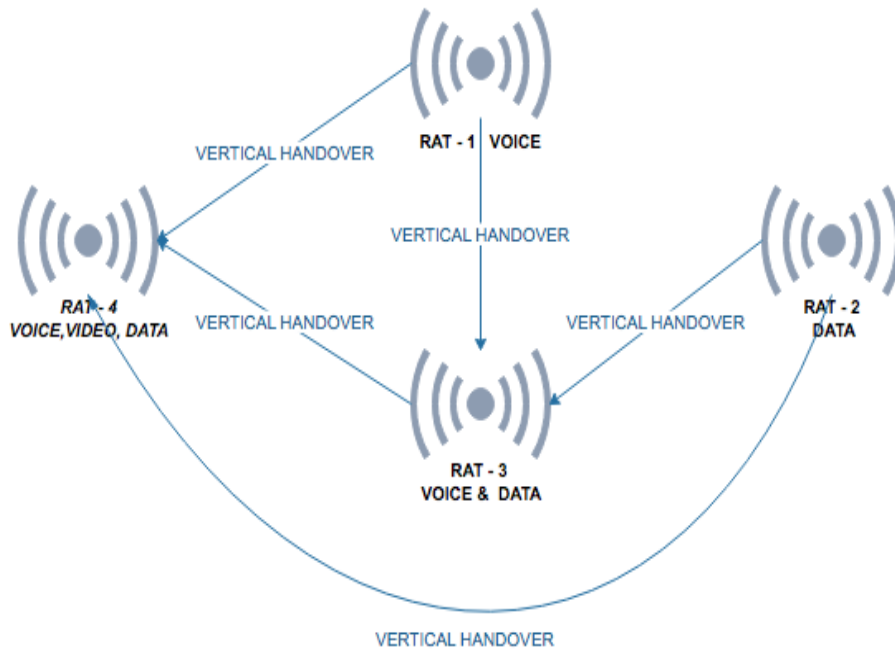 RAT - 1 VOICE
VERTICAL HANDOVER
VERTICAL HANDOVER
RAT - 4
VOICE,VIDEO, DATA
RAT - 2
DATA
VERTICAL HANDOVER
VERTICAL HANDOVER
RAT - 3
VOICE & DATA
VERTICAL HANDOVER